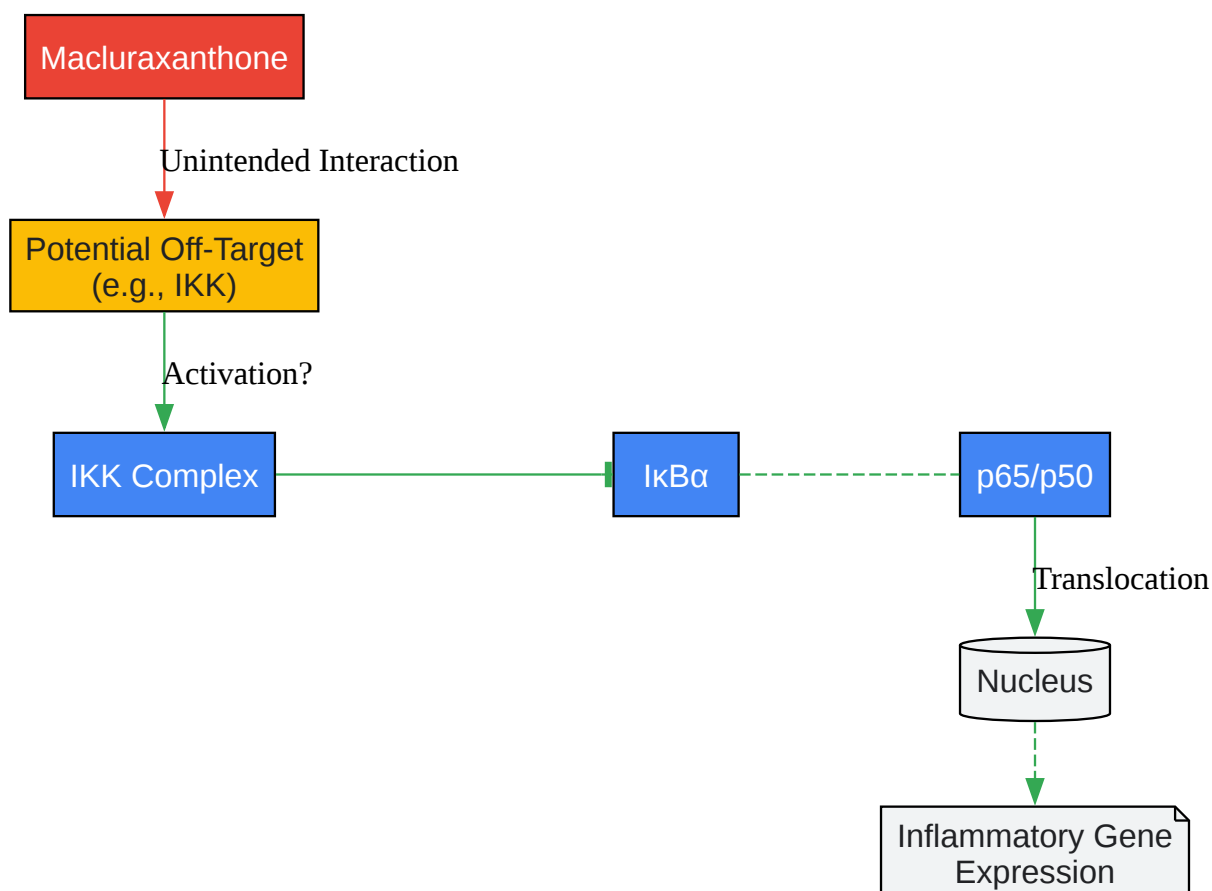 Macluraxanthone
Unintended Interaction
Potential Off-Target
(e.g., IKK)
Activation?
IKK Complex
IκBα
p65/p50
Translocation
Nucleus
Inflammatory Gene
Expression